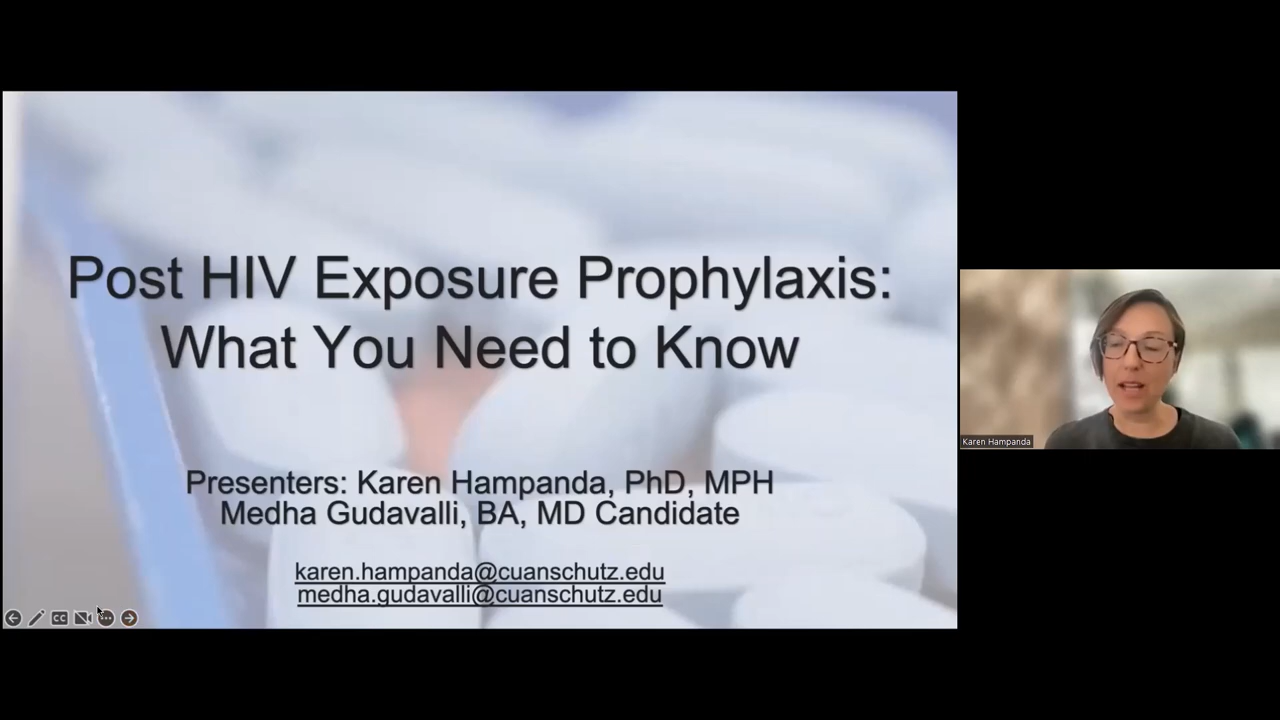 Post HIV Exposure Prophylaxis:
What You Need to Know
Presenters: Karen Hampanda, PhD, MPH
Medha Gudavalli, BA, MD Candidate
karen.hampanda@cuanschutz.edu
medha.gudavalli@cuanschutz.edu
CC
Karen Hampanda